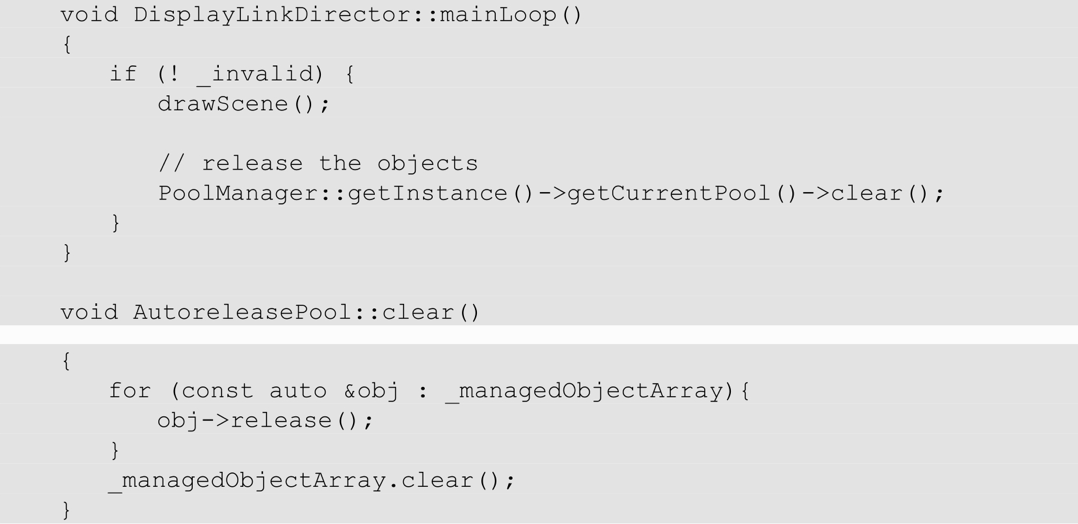 void DisplayLinkDirector::mainLoop()
{
    if (! _invalid) {
        drawScene();

        // release the objects
        PoolManager::getInstance()->getCurrentPool()->clear();
    }
}

void AutoreleasePool::clear()
{
    for (const auto &obj : _managedObjectArray){
        obj->release();
    }
    _managedObjectArray.clear();
}